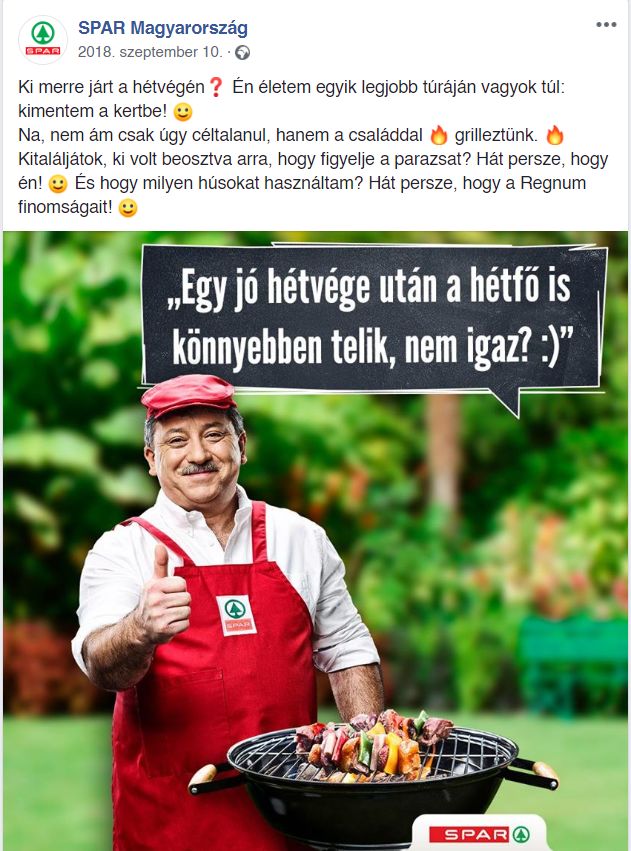 SPAR Magyarország
SPAR
2018. szeptember 10. ·
Ki merre járt a hétvégén❓ Én életem egyik legjobb túráján vagyok túl:
kimentem a kertbe! 🙂
Na, nem ám csak úgy céltalanul, hanem a családdal 🔥 grilleztünk. 🔥
Kitaláljátok, ki volt beosztva arra, hogy figyelje a parazsat? Hát persze, hogy
én! 🙂 És hogy milyen húsokat használtam? Hát persze, hogy a Regnum
finomságait! 🙂
„Egy jó hétvége után a hétfő is
könnyebben telik, nem igaz? :)”
SPAR
SPAR